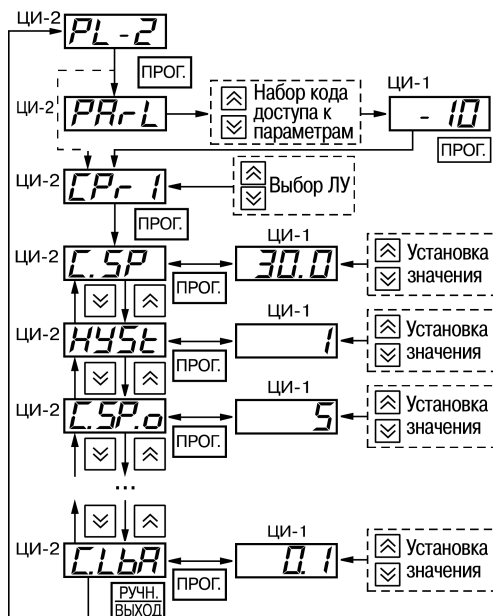 ЦИ-2 PL-2
ПРОГ.
ЦИ-2 PArL
Набор кода
доступа к
параметрам
ЦИ-1
-10
ПРОГ.
ЦИ-2 CPr1
Выбор ЛУ
ПРОГ.
ЦИ-2 C.SP
ПРОГ.
ЦИ-1
30.0
Установка
значения
ЦИ-2 HYSt
ПРОГ.
ЦИ-1
1
Установка
значения
ЦИ-2 C.SP.o
ПРОГ.
ЦИ-1
5
Установка
значения
...
ЦИ-2 C.LbA
ПРОГ.
ЦИ-1
0.1
Установка
значения
РУЧН.
ВЫХОД